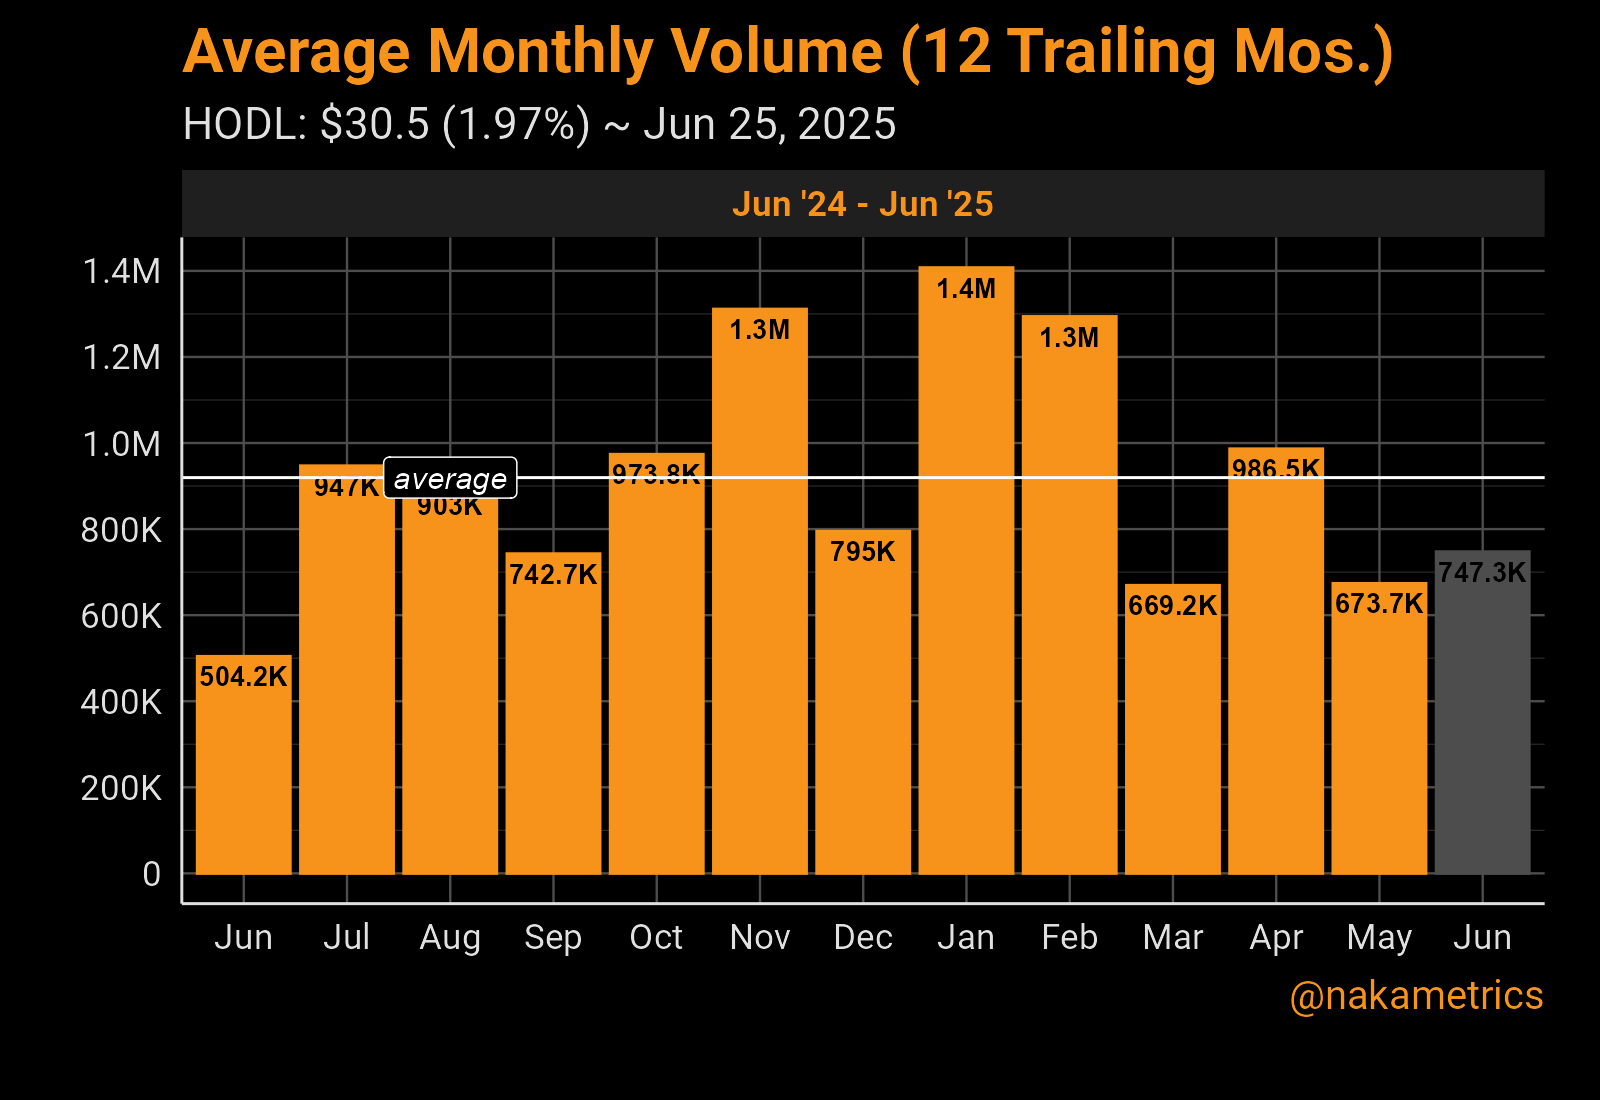 Average Monthly Volume (12 Trailing Mos.)
HODL: $30.5 (1.97%) ~ Jun 25, 2025
Jun '24 - Jun '25
1.4M
1.2M
1.0M
800K
600K
400K
200K
0
504.2K
947K
903K
742.7K
973.8K
1.3M
795K
1.4M
1.3M
669.2K
986.5K
673.7K
747.3K
average
Jun Jul Aug Sep Oct Nov Dec Jan Feb Mar Apr May Jun
@nakametrics